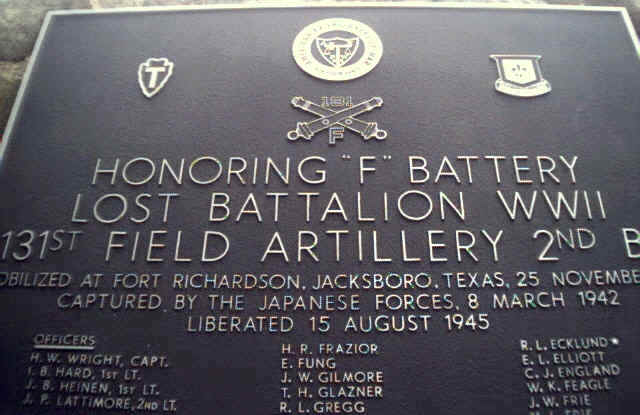 131
F
HONORING "F" BATTERY
LOST BATTALION WWII
131ST FIELD ARTILLERY 2ND B
OBILIZED AT FORT RICHARDSON, JACKSBORO, TEXAS, 25 NOVEMBE
CAPTURED BY THE JAPANESE FORCES, 8 MARCH 1942
LIBERATED 15 AUGUST 1945
OFFICERS
H. W. WRIGHT, CAPT.
I. B. HARD, 1ST LT.
J. B. HEINEN, 1ST LT.
J. P. LATTIMORE, 2ND LT.
H. R. FRAZIOR
E. FUNG
J. W. GILMORE
T. H. GLAZNER
R. L. GREGG
R. L. ECKLUND*
E. L. ELLIOTT
C. J. ENGLAND
W. K. FEAGLE
J. W. FRIE